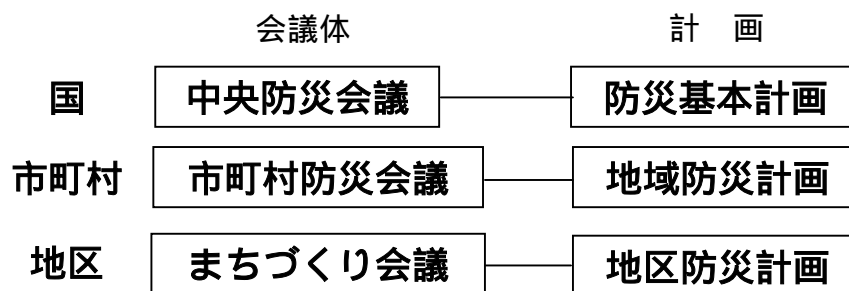 会議体 計 画
国 中央防災会議 防災基本計画
市町村 市町村防災会議 地域防災計画
地区 まちづくり会議 地区防災計画